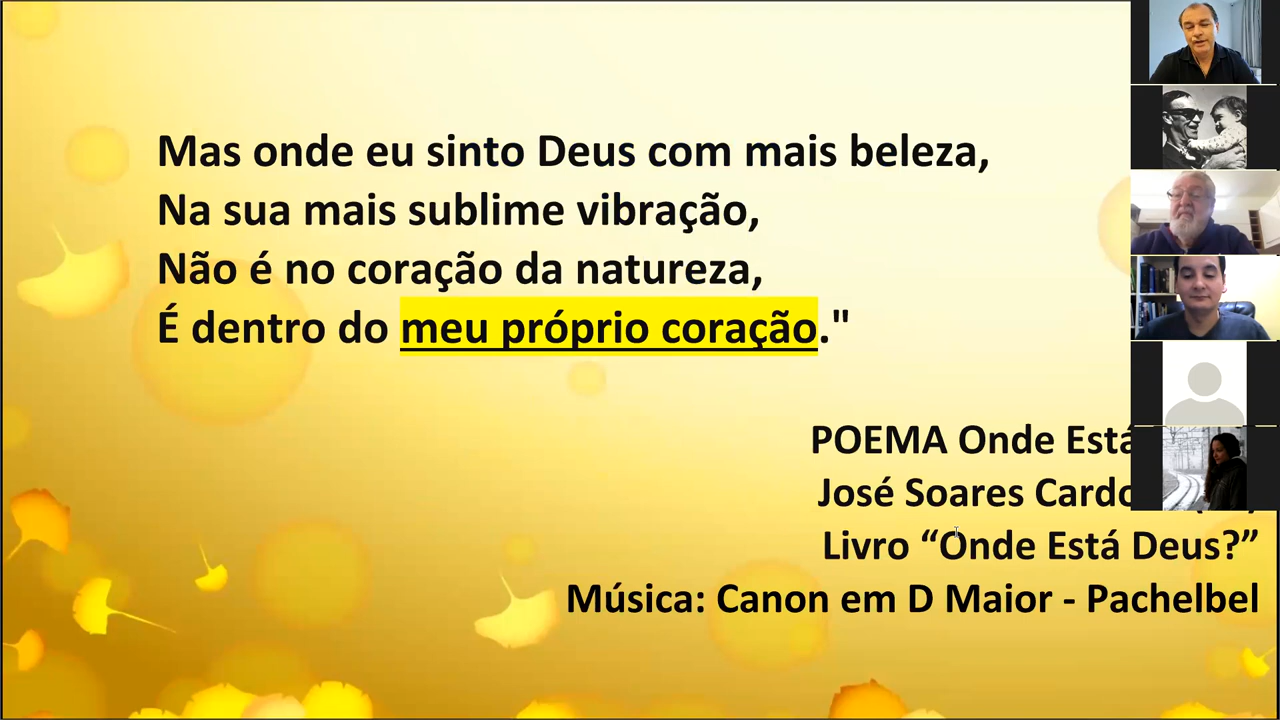 Mas onde eu sinto Deus com mais beleza,
Na sua mais sublime vibração,
Não é no coração da natureza,
É dentro do meu próprio coração."
POEMA Onde Está
José Soares
Livro “Onde Está Deus?”
Música: Canon em D Maior - Pachelbel